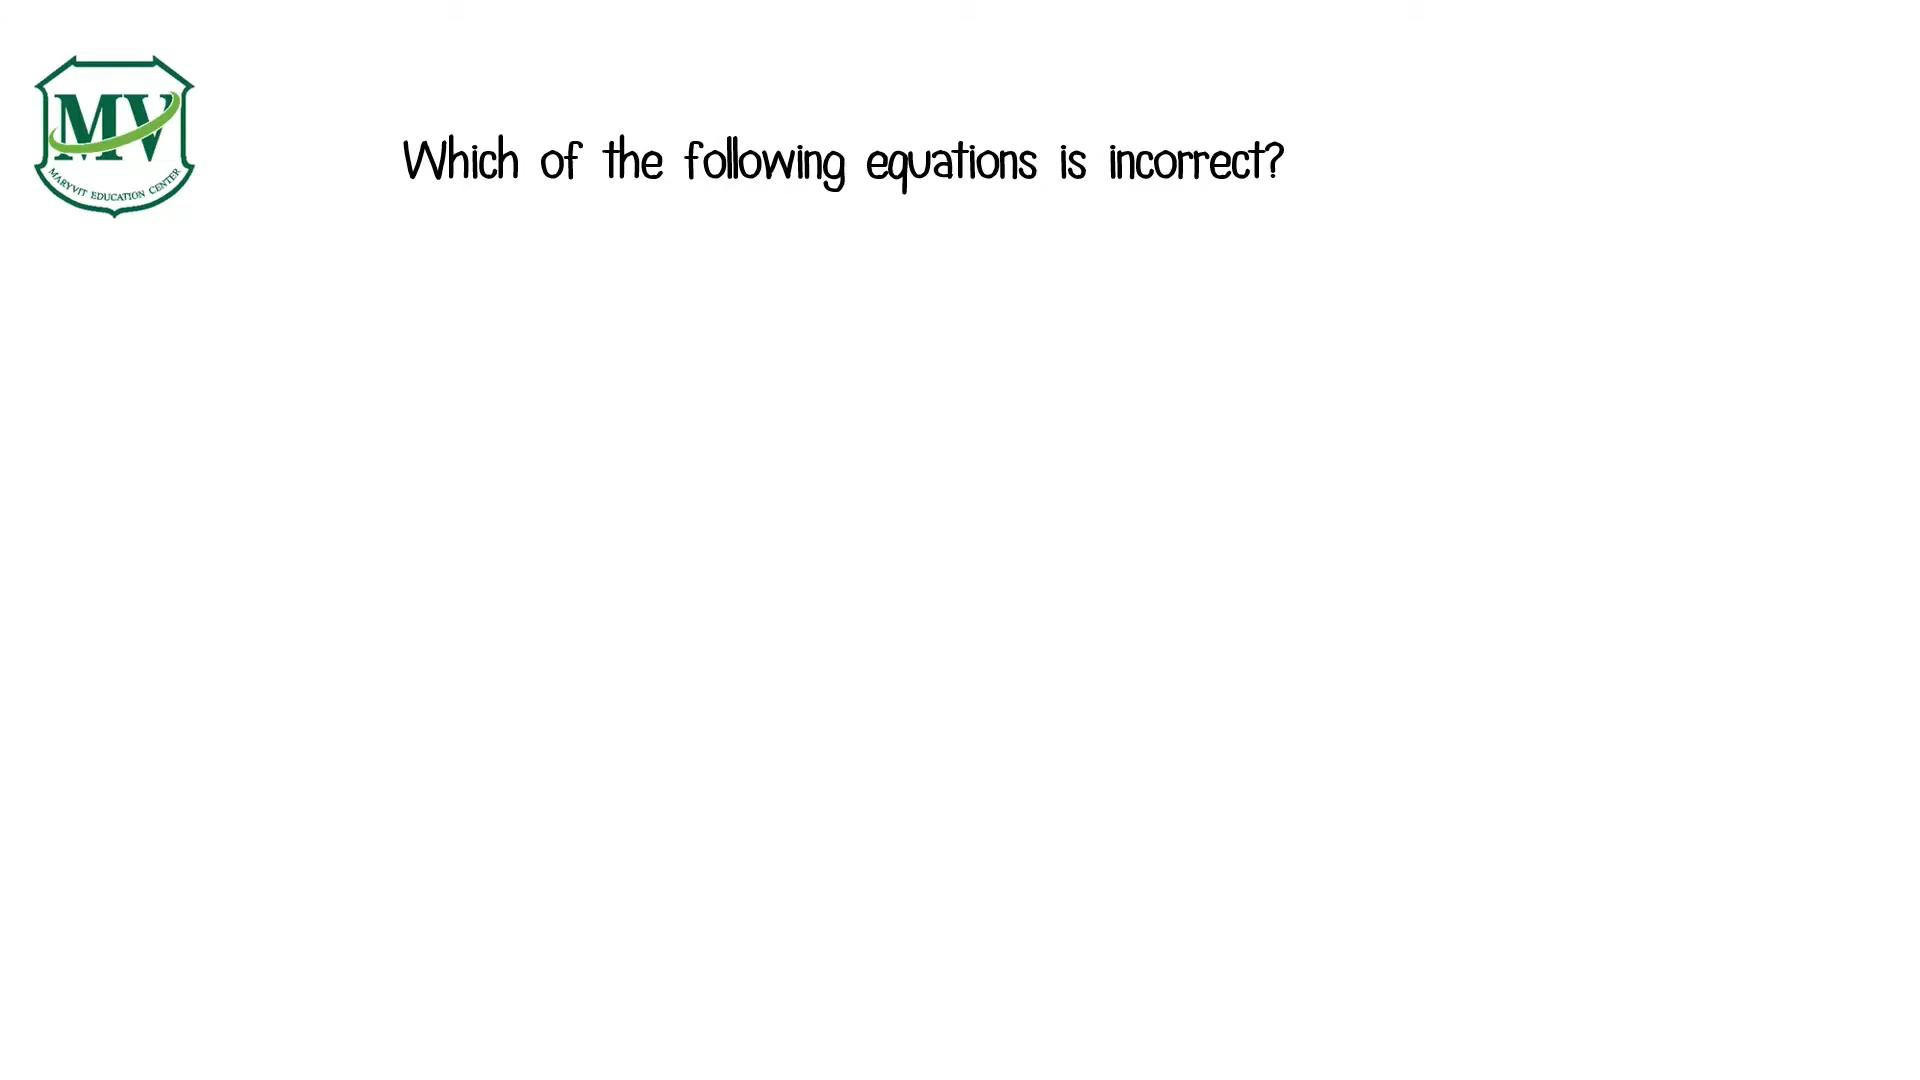 MV
MARYVIT EDUCATION CENTER
Which of the following equations is incorrect?